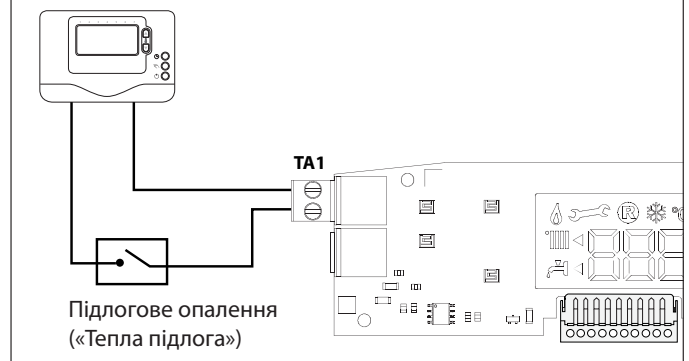 TA1
R
°C
Підлогове опалення
(«Тепла підлога»)